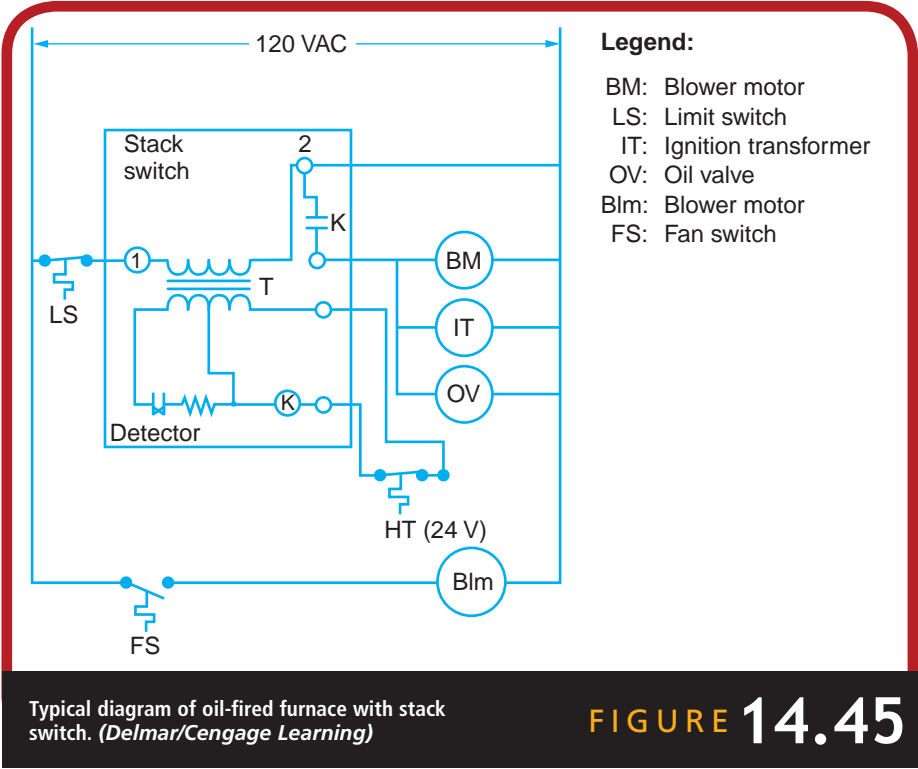 120 VAC
Legend:
BM: Blower motor
LS: Limit switch
IT: Ignition transformer
OV: Oil valve
Blm: Blower motor
FS: Fan switch
Stack
switch
2
K
1
T
BM
LS
IT
OV
K
Detector
HT (24 V)
Blm
FS
Typical diagram of oil-fired furnace with stack
switch. (Delmar/Cengage Learning)
FIGURE 14.45